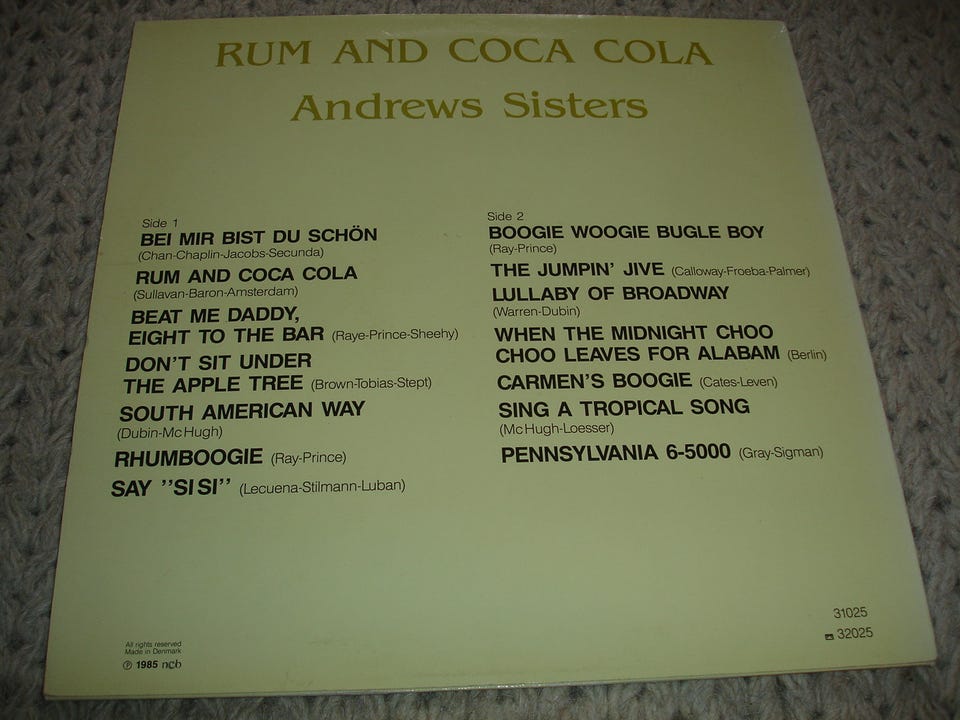 RUM AND COCA COLA
Andrews Sisters
Side 1
BEI MIR BIST DU SCHÖN
(Chan-Chaplin-Jacobs-Secunda)
RUM AND COCA COLA
(Sullavan-Baron-Amsterdam)
BEAT ME DADDY,
EIGHT TO THE BAR (Raye-Prince-Sheehy)
DON'T SIT UNDER
THE APPLE TREE (Brown-Tobias-Stept)
SOUTH AMERICAN WAY
(Dubin-Mc Hugh)
RHUMBOOGIE (Ray-Prince)
SAY ”SI SI” (Lecuena-Stilmann-Luban)
Side 2
BOOGIE WOOGIE BUGLE BOY
(Ray-Prince)
THE JUMPIN' JIVE (Calloway-Froeba-Palmer)
LULLABY OF BROADWAY
(Warren-Dubin)
WHEN THE MIDNIGHT CHOO
CHOO LEAVES FOR ALABAM (Berlin)
CARMEN'S BOOGIE (Cates-Leven)
SING A TROPICAL SONG
(Mc Hugh-Loesser)
PENNSYLVANIA 6-5000 (Gray-Sigman)
31025
32025
All rights reserved
Made in Denmark
℗ 1985 ncb